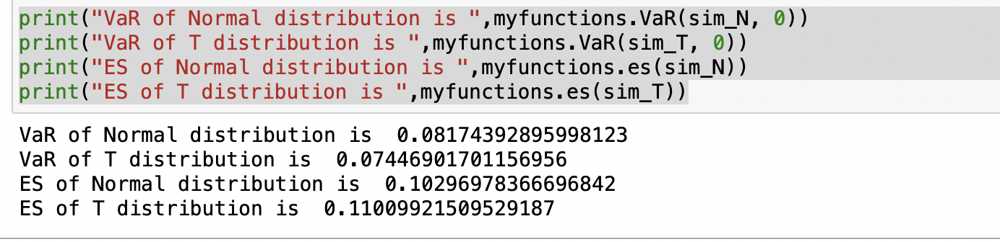 print("VaR of Normal distribution is ",myfunctions.VaR(sim_N, 0))
print("VaR of T distribution is ",myfunctions.VaR(sim_T, 0))
print("ES of Normal distribution is ",myfunctions.es(sim_N))
print("ES of T distribution is ",myfunctions.es(sim_T))
VaR of Normal distribution is  0.08174392895998123
VaR of T distribution is  0.07446901701156956
ES of Normal distribution is  0.10296978366696842
ES of T distribution is  0.11009921509529187